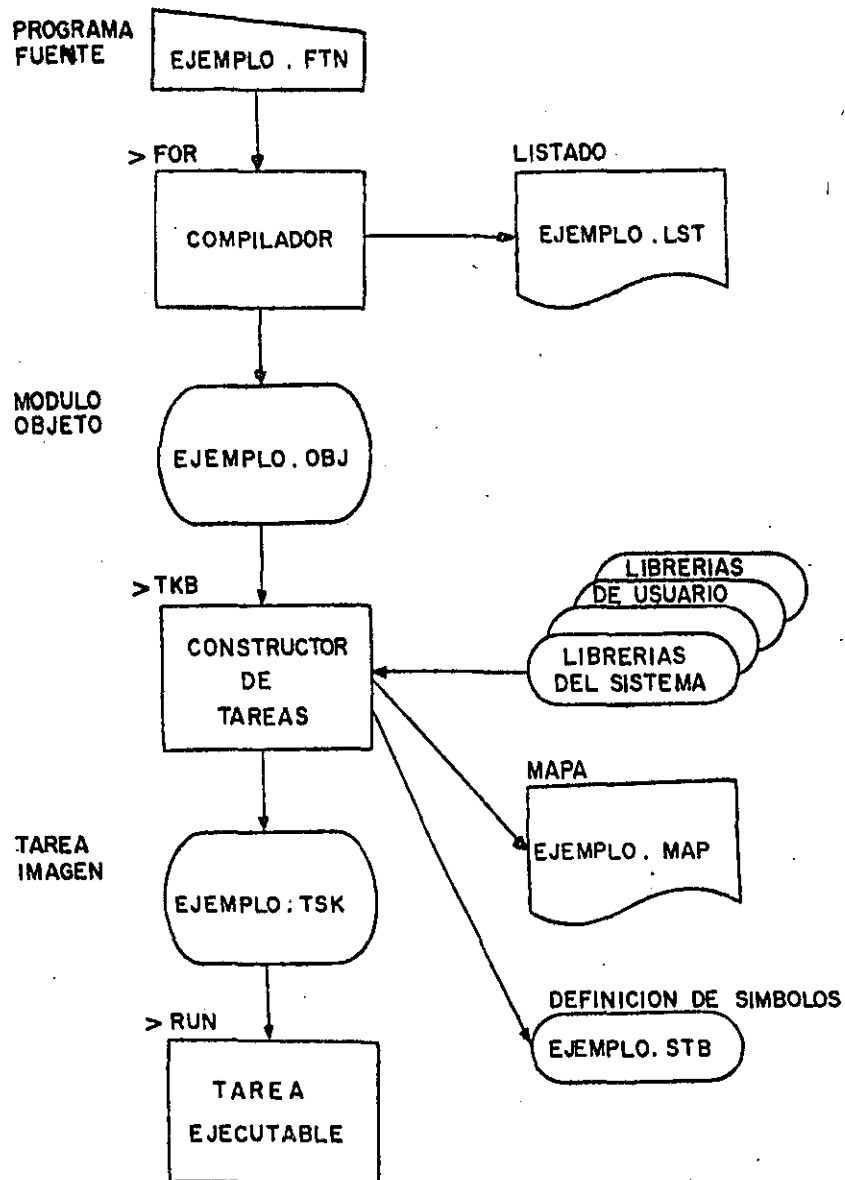 PROGRAMA
FUENTE
EJEMPLO . FTN
> FOR
COMPILADOR
LISTADO
EJEMPLO . LST
MODULO
OBJETO
EJEMPLO . OBJ
> TKB
CONSTRUCTOR
DE
TAREAS
LIBRERIAS
DE USUARIO
LIBRERIAS
DEL SISTEMA
MAPA
EJEMPLO . MAP
TAREA
IMAGEN
EJEMPLO : TSK
DEFINICION DE SIMBOLOS
EJEMPLO. STB
> RUN
TAREA
EJECUTABLE